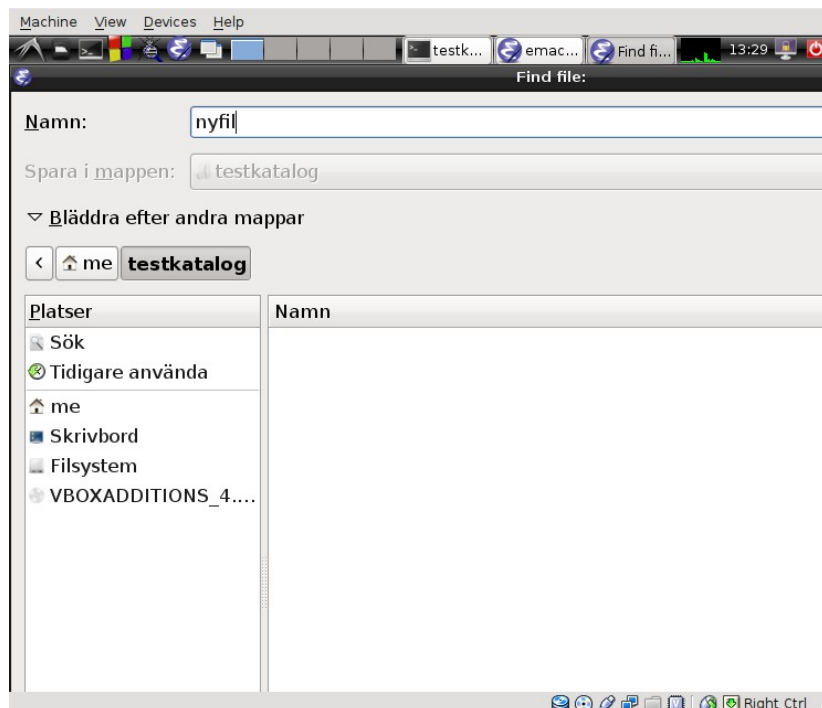 Machine View Devices Help
testk... emac... Find fi... 13:29
Find file:
Namn: nyfil
Spara i mappen: testkatalog
Bläddra efter andra mappar
< me testkatalog
Platser Namn
Sök
Tidigare använda
me
Skrivbord
Filsystem
VBOXADDITIONS_4....
Right Ctrl